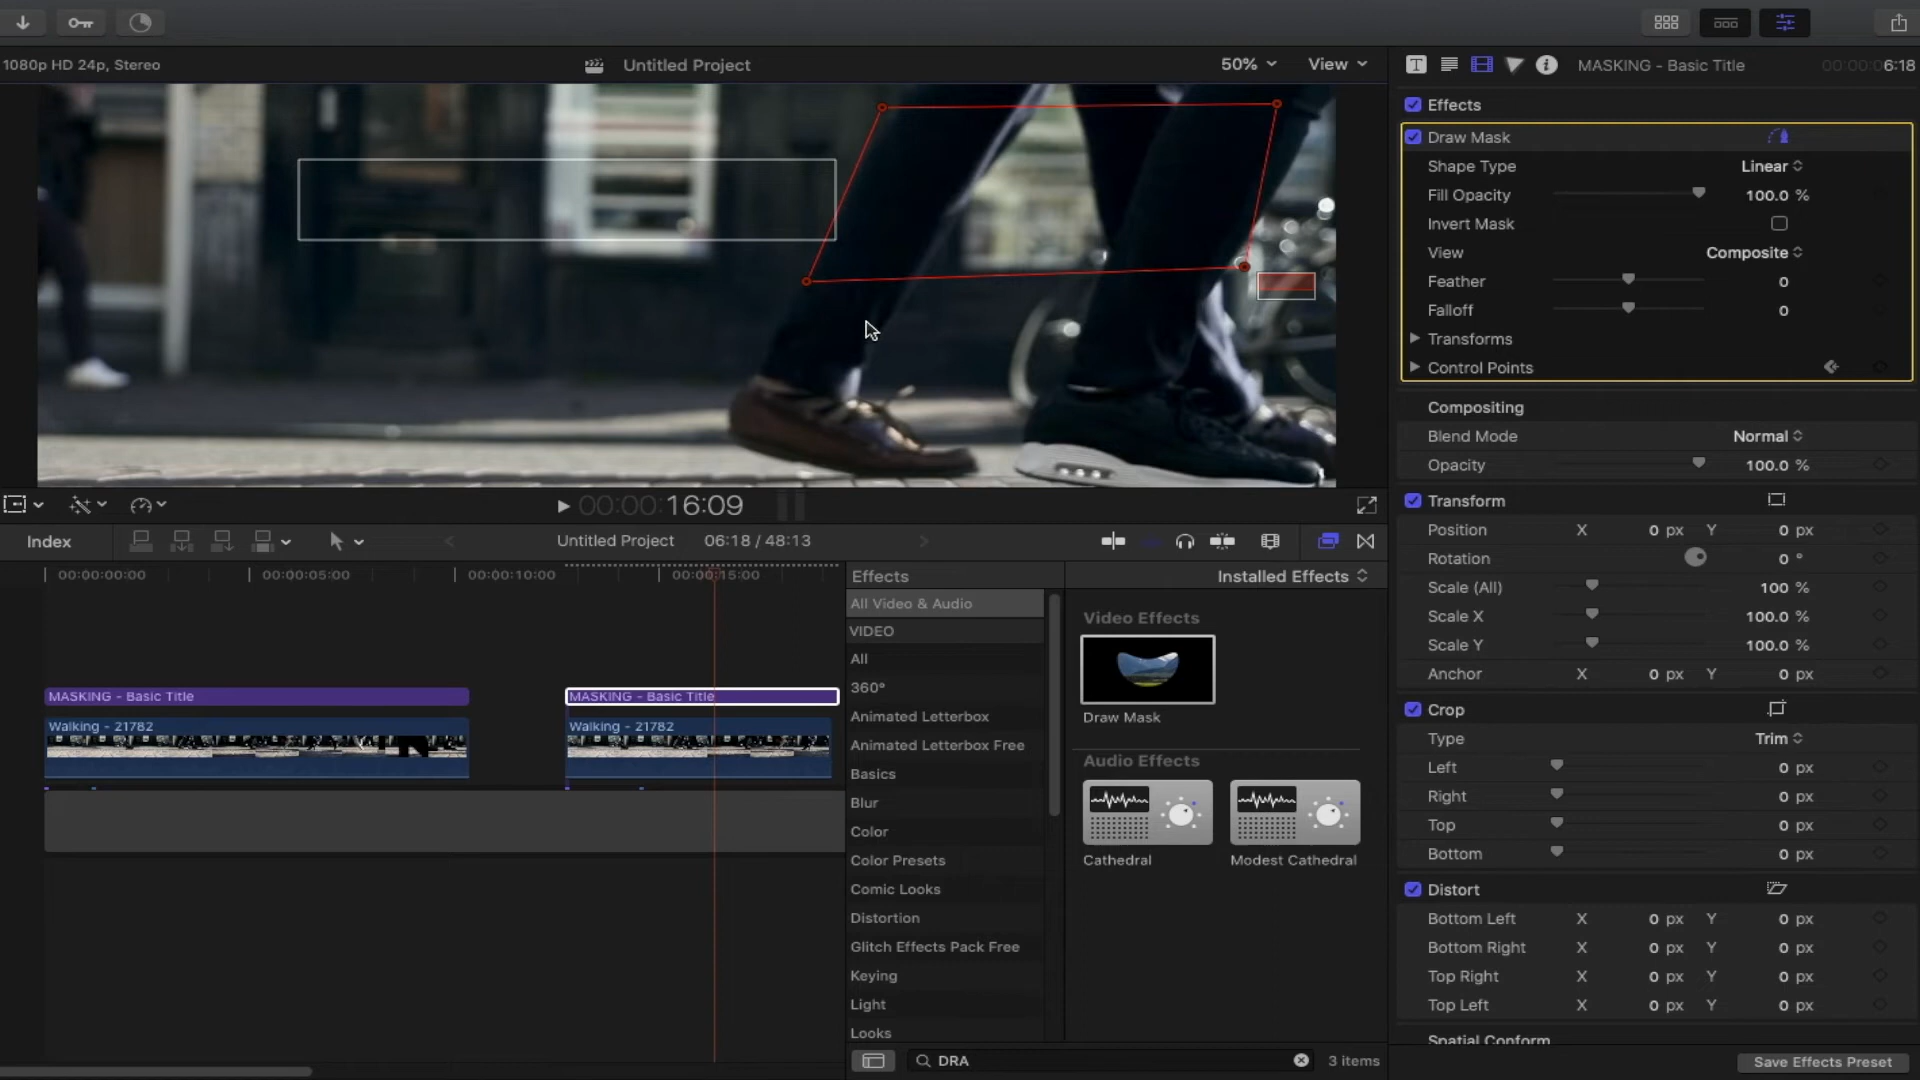 1080p HD 24p, Stereo
Untitled Project
50%
View
MASKING - Basic Title
00:00:06:18
Effects
Draw Mask
Shape Type
Linear
Fill Opacity
100.0 %
Invert Mask
View
Composite
Feather
0
Falloff
0
Transforms
Control Points
Compositing
Blend Mode
Normal
Opacity
100.0 %
Transform
Position X 0 px Y 0 px
Rotation
0 °
Scale (All)
100 %
Scale X
100.0 %
Scale Y
100.0 %
Anchor X 0 px Y 0 px
Crop
Type
Trim
Left
0 px
Right
0 px
Top
0 px
Bottom
0 px
Distort
Bottom Left X 0 px Y 0 px
Bottom Right X 0 px Y 0 px
Top Right X 0 px Y 0 px
Top Left X 0 px Y 0 px
Spatial Conform
Save Effects Preset
00:00:16:09
Index
Untitled Project
06:18 / 48:13
00:00:00:00
00:00:05:00
00:00:10:00
00:00:15:00
MASKING - Basic Title
Walking - 21782
MASKING - Basic Title
Walking - 21782
Effects
Installed Effects
All Video & Audio
VIDEO
All
360°
Animated Letterbox
Animated Letterbox Free
Basics
Blur
Color
Color Presets
Comic Looks
Distortion
Glitch Effects Pack Free
Keying
Light
Looks
Video Effects
Draw Mask
Audio Effects
Cathedral
Modest Cathedral
DRA
3 items